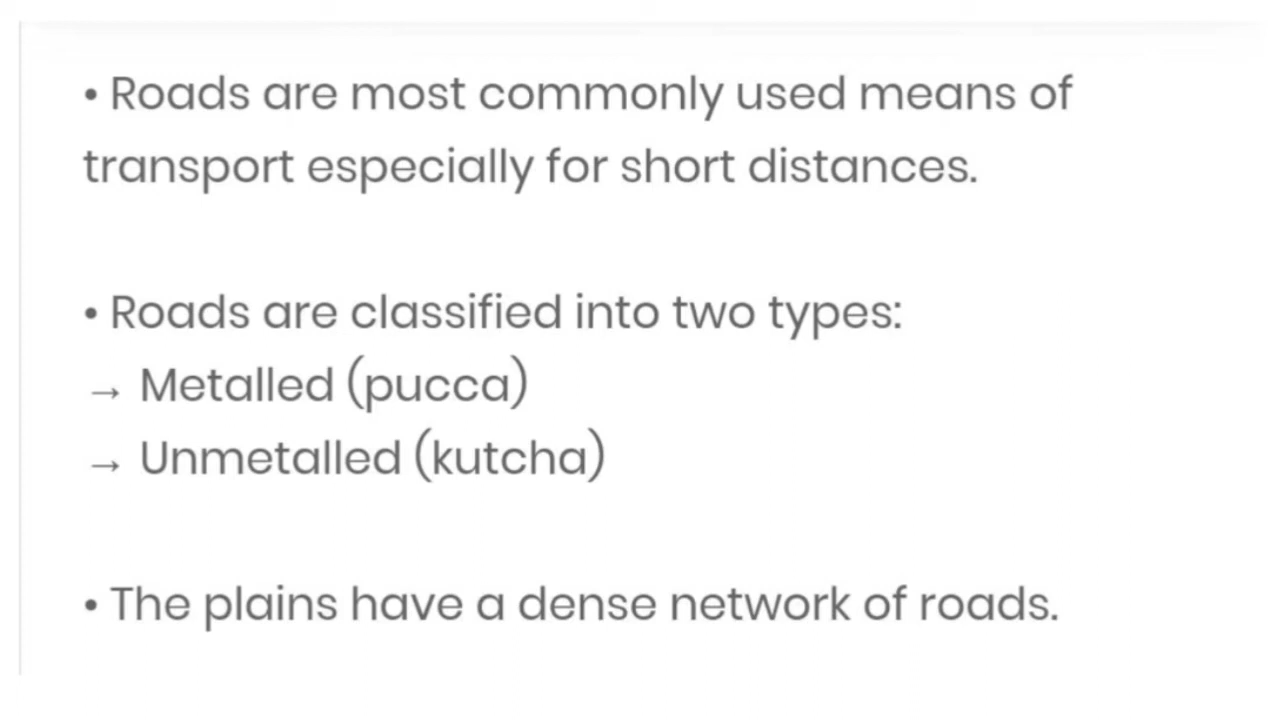 • Roads are most commonly used means of
transport especially for short distances.
• Roads are classified into two types:
→ Metalled (pucca)
→ Unmetalled (kutcha)
• The plains have a dense network of roads.